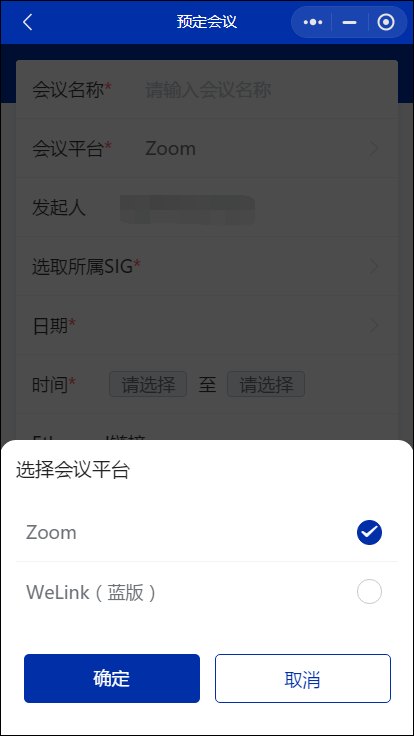 预定会议
会议名称* 请输入会议名称
会议平台* Zoom
发起人
选取所属SIG*
日期*
时间* 请选择 至 请选择
选择会议平台
Zoom
WeLink（蓝版）
确定 取消